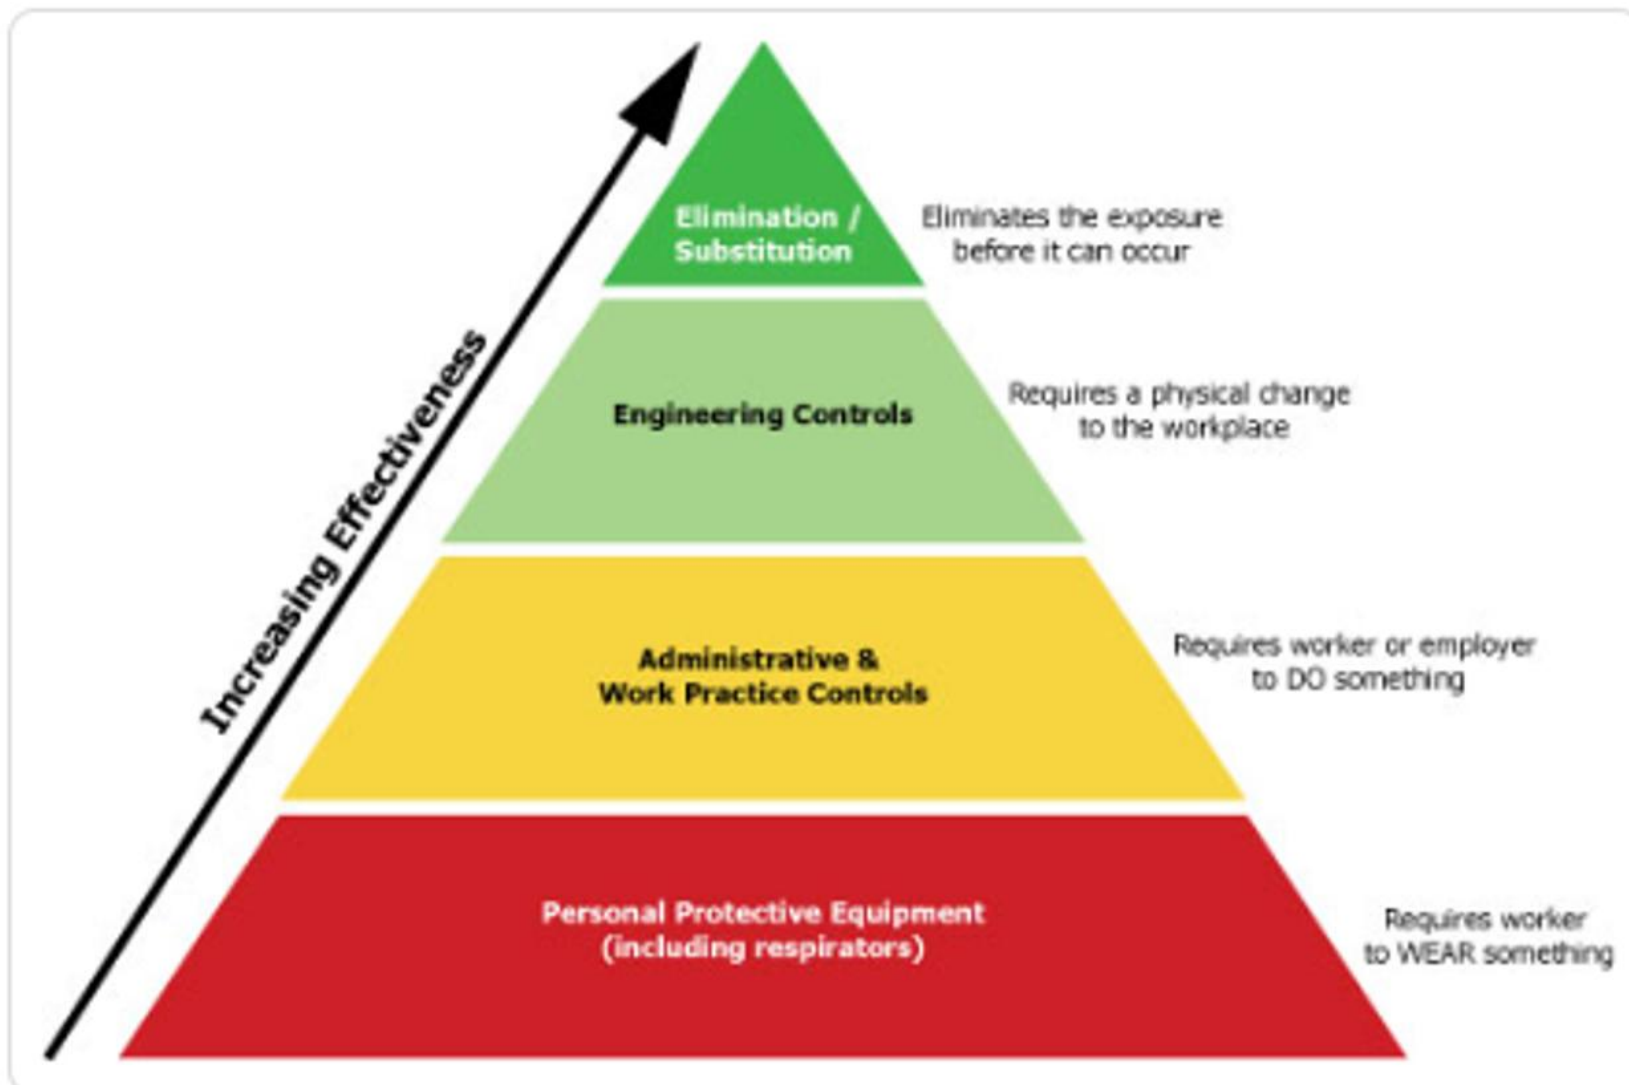 Elimination /
Substitution
Eliminates the exposure
before it can occur
Engineering Controls
Requires a physical change
to the workplace
Increasing Effectiveness
Administrative &
Work Practice Controls
Requires worker or employer
to DO something
Personal Protective Equipment
(including respirators)
Requires worker
to WEAR something